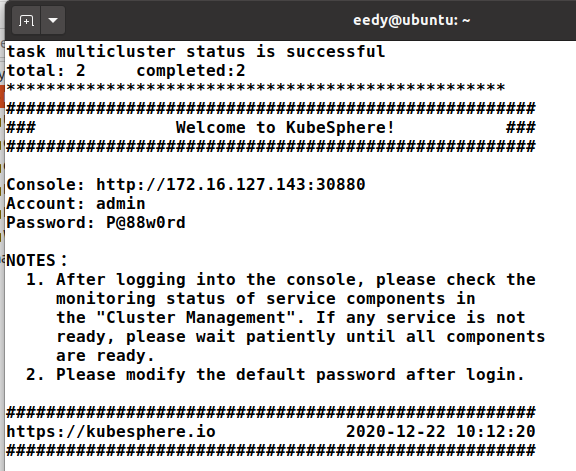 eedy@ubuntu: ~
task multicluster status is successful
total: 2     completed:2
**************************************************
#####################################################
###              Welcome to KubeSphere!           ###
#####################################################
Console: http://172.16.127.143:30880
Account: admin
Password: P@88w0rd
NOTES：
  1. After logging into the console, please check the
     monitoring status of service components in
     the "Cluster Management". If any service is not
     ready, please wait patiently until all components
     are ready.
  2. Please modify the default password after login.
#####################################################
https://kubesphere.io             2020-12-22 10:12:20
#####################################################